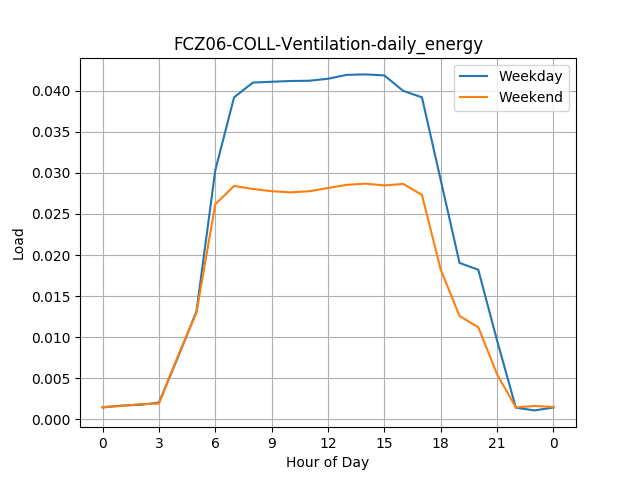 FCZ06-COLL-Ventilation-daily_energy
Weekday
Weekend
0.040
0.035
0.030
0.025
0.020
0.015
0.010
0.005
0.000
Load
0 3 6 9 12 15 18 21 0
Hour of Day